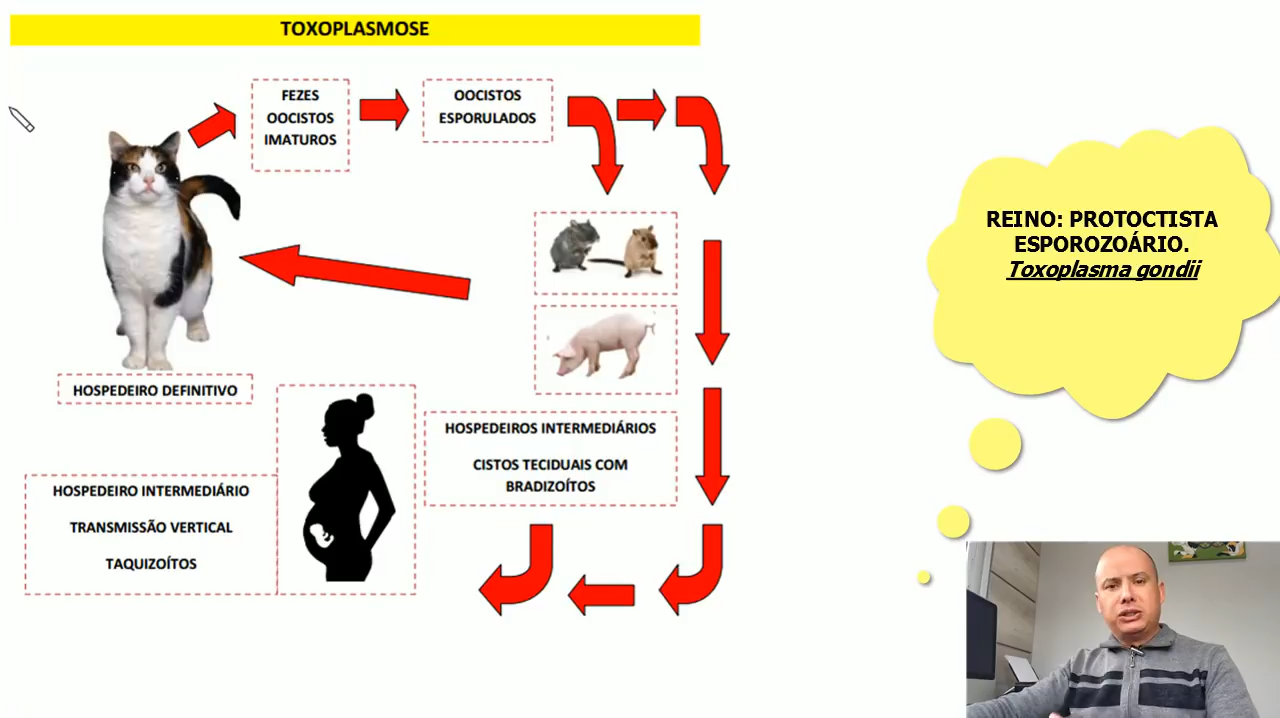 TOXOPLASMOSE
FEZES
OOCISTOS
IMATUROS
OOCISTOS
ESPORULADOS
HOSPEDEIRO DEFINITIVO
HOSPEDEIROS INTERMEDIÁRIOS
CISTOS TECIDUAIS COM
BRADIZOÍTOS
HOSPEDEIRO INTERMEDIÁRIO
TRANSMISSÃO VERTICAL
TAQUIZOÍTOS
REINO: PROTOCTISTA
ESPOROZOÁRIO.
Toxoplasma gondii